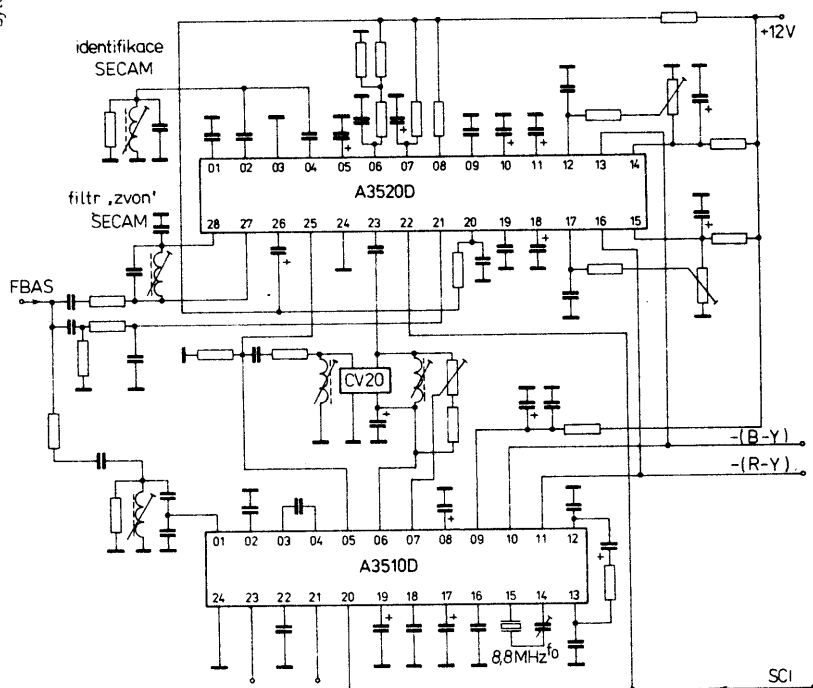 identifikace
SECAM
+12V
+
+
+
+
+
+
01 02 03 04 05 06 07 08 09 10 11 12 13 14
A3520D
28 27 26 25 24 23 22 21 20 19 18 17 16 15
filtr „zvon'
SECAM
+
+
+
FBAS
CV20
+
+
-(B-Y)
-(R-Y)
+
+
01 02 03 04 05 06 07 08 09 10 11 12
A3510D
24 23 22 21 20 19 18 17 16 15 14 13
+
+
8,8MHz fo
SCI